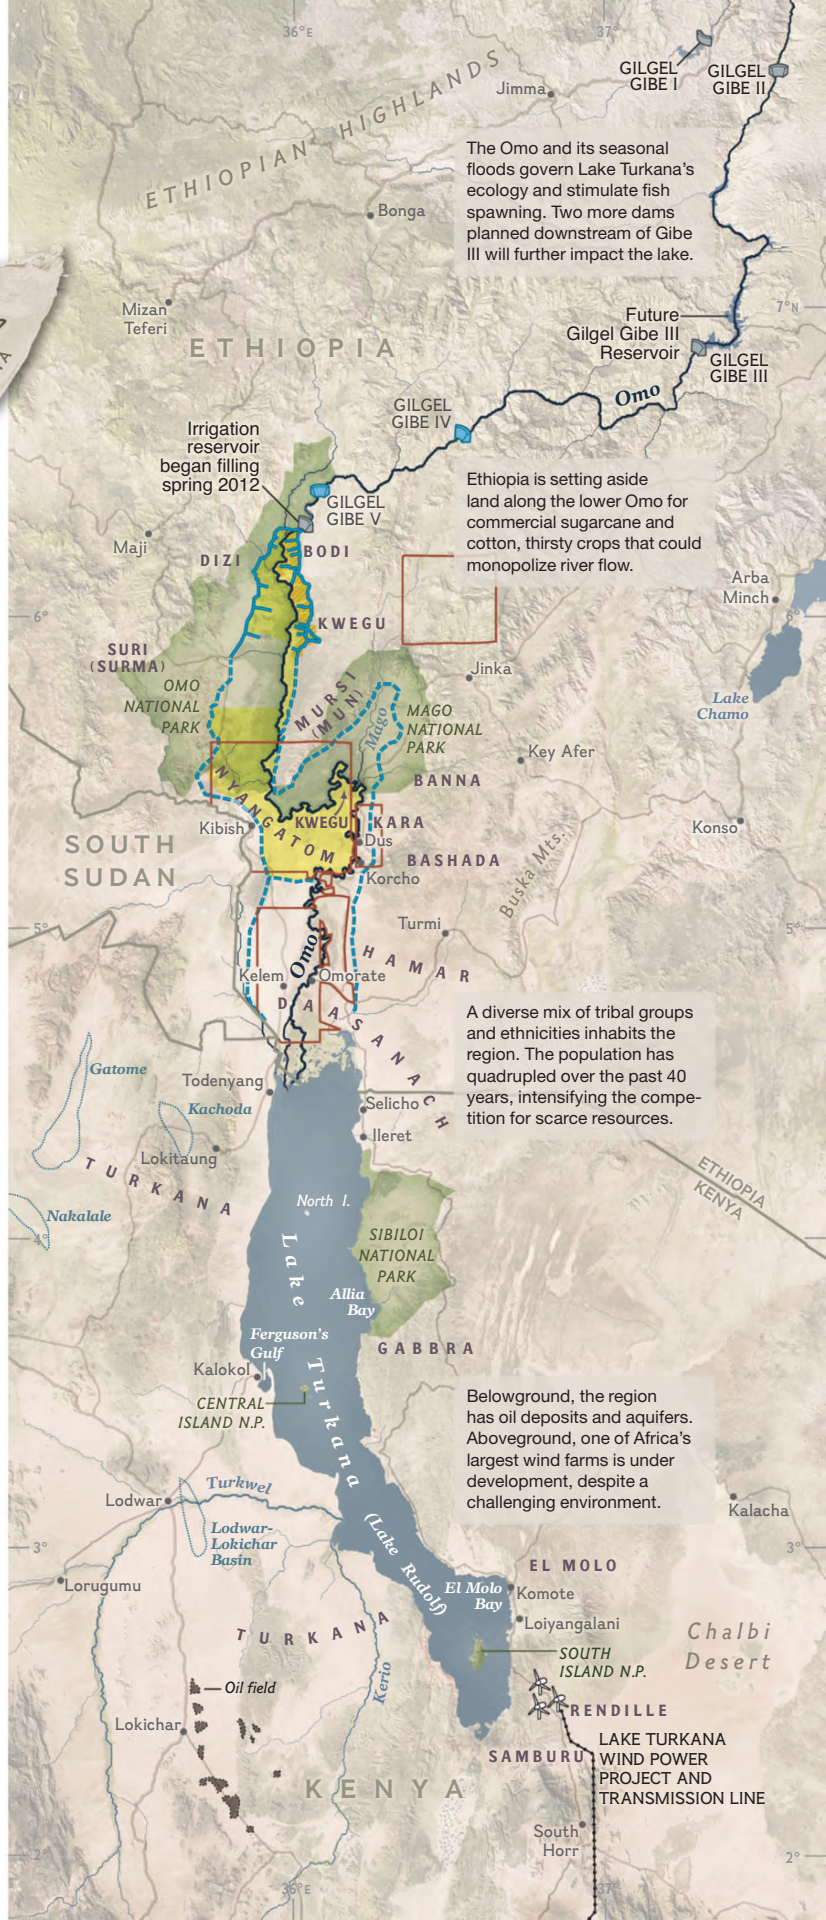 36°E
37°
GILGEL
GIBE I
GILGEL
GIBE II
Jimma
ETHIOPIAN HIGHLANDS
The Omo and its seasonal
floods govern Lake Turkana's
ecology and stimulate fish
spawning. Two more dams
planned downstream of Gibe
III will further impact the lake.
Bonga
Mizan
Teferi
7°N
Future
Gilgel Gibe III
Reservoir
ETHIOPIA
GILGEL
GIBE III
Omo
GILGEL
GIBE IV
Irrigation
reservoir
began filling
spring 2012
Ethiopia is setting aside
land along the lower Omo for
commercial sugarcane and
cotton, thirsty crops that could
monopolize river flow.
GILGEL
GIBE V
Maji
DIZI
BODI
Arba
Minch
6°
6°
KWEGU
SURI
(SURMA)
Jinka
OMO
NATIONAL
PARK
MURSI
(MUN)
Mago
MAGO
NATIONAL
PARK
Lake
Chamo
Key Afer
BANNA
NYANGATOM
Kibish
KWEGU
KARA
Konso
SOUTH
SUDAN
Dus
BASHADA
Korcho
Buska Mts.
5°
Turmi
5°
Omo
HAMAR
Kelem
Omorate
DAASANACH
A diverse mix of tribal groups
and ethnicities inhabits the
region. The population has
quadrupled over the past 40
years, intensifying the compe-
tition for scarce resources.
Gatome
Todenyang
Kachoda
Selicho
Ileret
Lokitaung
TURKANA
ETHIOPIA
KENYA
Nakalale
North I.
4°
SIBILOI
NATIONAL
PARK
Lake Turkana
(Lake Rudolf)
Allia
Bay
Ferguson's
Gulf
GABBRA
Kalokol
CENTRAL
ISLAND N.P.
Belowground, the region
has oil deposits and aquifers.
Aboveground, one of Africa's
largest wind farms is under
development, despite a
challenging environment.
Turkwel
Lodwar
Kalacha
Lodwar-
Lokichar
Basin
3°
3°
EL MOLO
Lorugumu
El Molo
Bay
Komote
Loiyangalani
TURKANA
Chalbi
Desert
SOUTH
ISLAND N.P.
Kerio
Oil field
RENDILLE
Lokichar
LAKE TURKANA
WIND POWER
PROJECT AND
TRANSMISSION LINE
SAMBURU
KENYA
South
Horr
2°
2°
36°E
37°